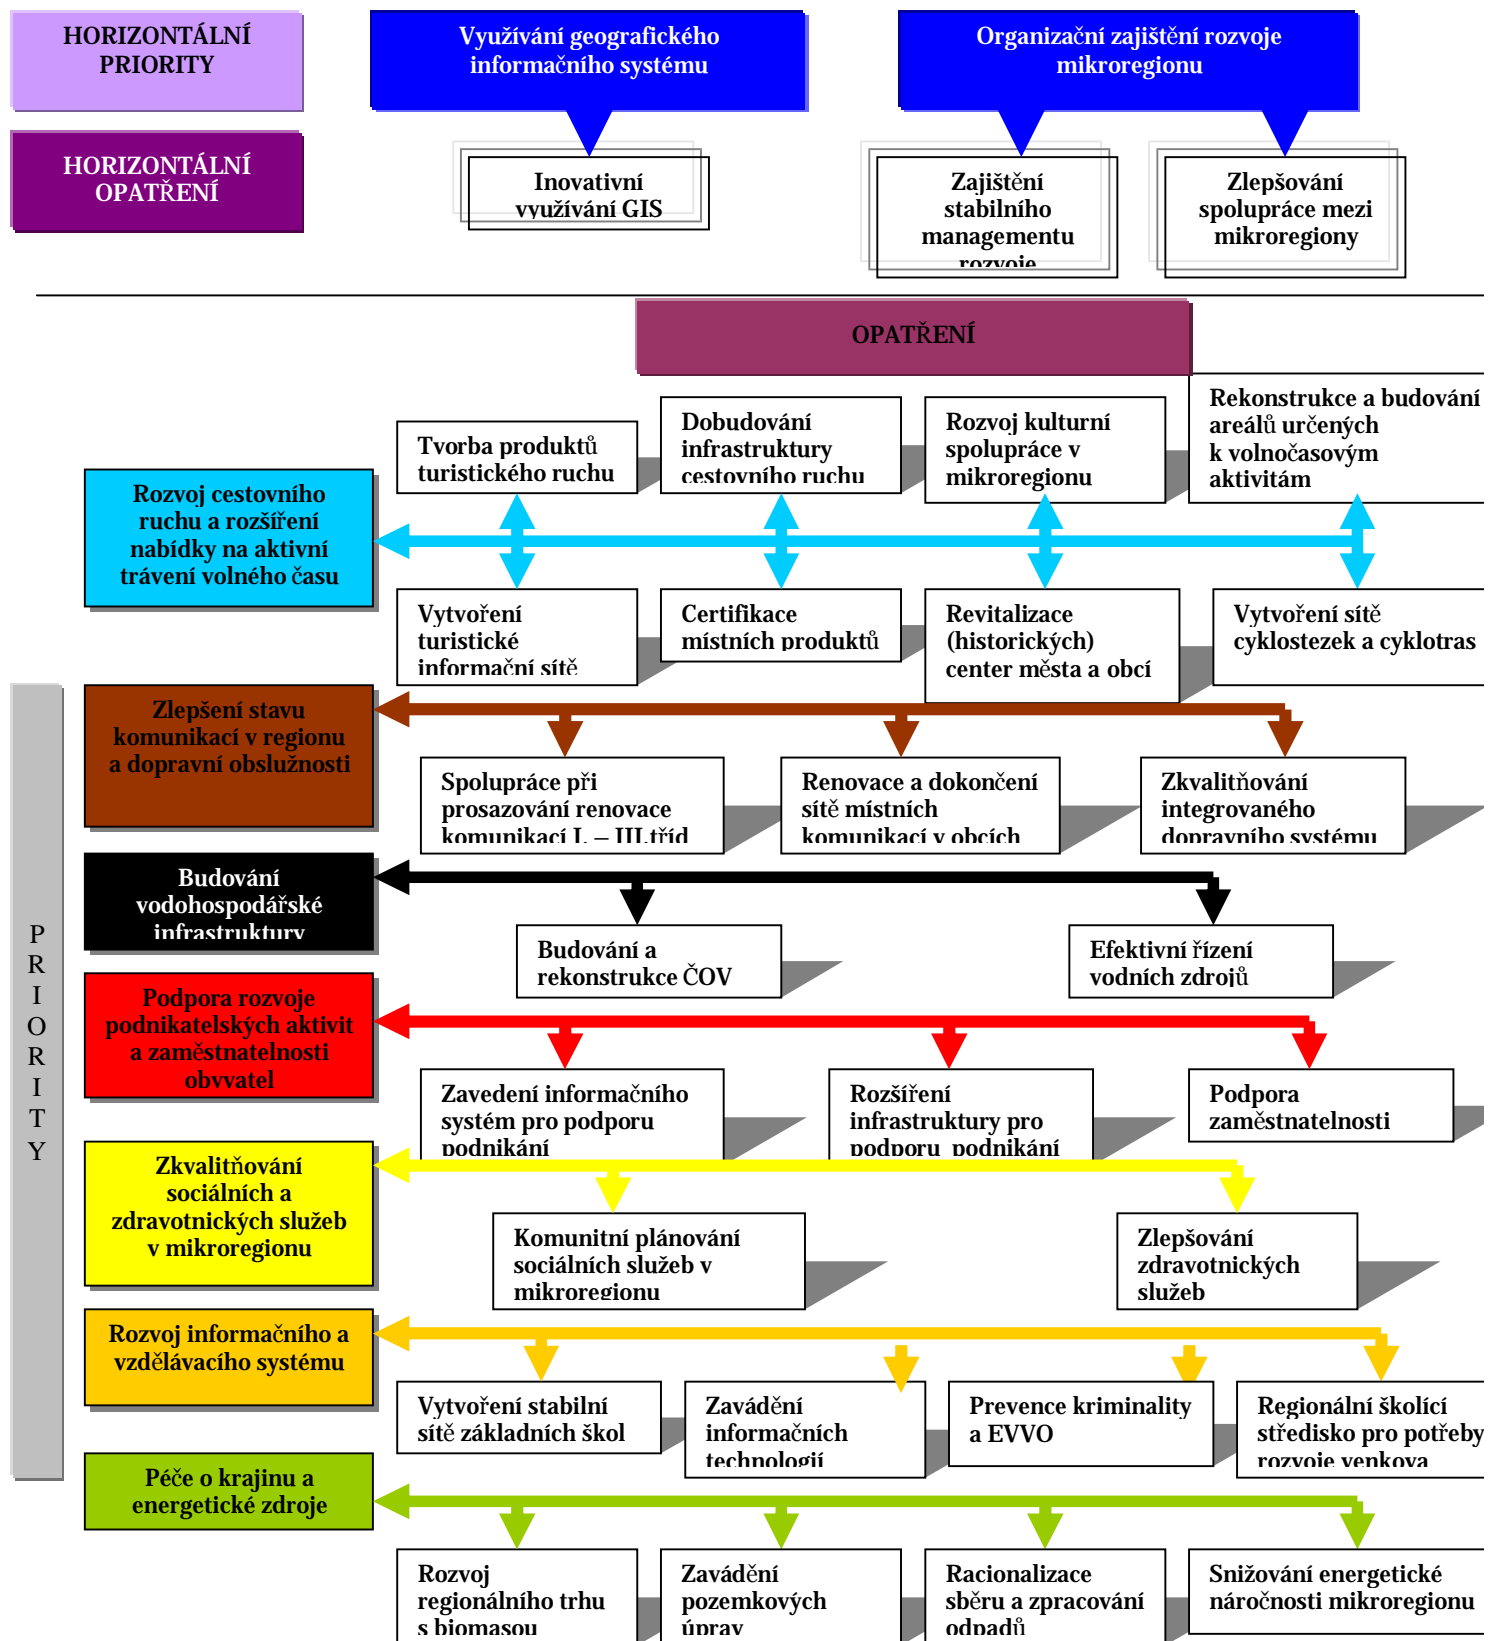 HORIZONTÁLNÍ
PRIORITY
Využívání geografického
informačního systému
Organizační zajištění rozvoje
mikroregionu
HORIZONTÁLNÍ
OPATŘENÍ
Inovativní
využívání GIS
Zajištění
stabilního
managementu
rozvoje
Zlepšování
spolupráce mezi
mikroregiony
OPATŘENÍ
Tvorba produktů
turistického ruchu
Dobudování
infrastruktury
cestovního ruchu
Rozvoj kulturní
spolupráce v
mikroregionu
Rekonstrukce a budování
areálů určených
k volnočasovým
aktivitám
Rozvoj cestovního
ruchu a rozšíření
nabídky na aktivní
trávení volného času
Vytvoření
turistické
informační sítě
Certifikace
místních produktů
Revitalizace
(historických)
center města a obcí
Vytvoření sítě
cyklostezek a cyklotras
PRIORITY
Zlepšení stavu
komunikací v regionu
a dopravní obslužnosti
Spolupráce při
prosazování renovace
komunikací I. – III.tříd
Renovace a dokončení
sítě místních
komunikací v obcích
Zkvalitňování
integrovaného
dopravního systému
Budování
vodohospodářské
infrastruktury
Budování a
rekonstrukce ČOV
Efektivní řízení
vodních zdrojů
Podpora rozvoje
podnikatelských aktivit
a zaměstnatelnosti
obyvatel
Zavedení informačního
systém pro podporu
podnikání
Rozšíření
infrastruktury pro
podporu podnikání
Podpora
zaměstnatelnosti
Zkvalitňování
sociálních a
zdravotnických služeb
v mikroregionu
Komunitní plánování
sociálních služeb v
mikroregionu
Zlepšování
zdravotnických
služeb
Rozvoj informačního a
vzdělávacího systému
Vytvoření stabilní
sítě základních škol
Zavádění
informačních
technologií
Prevence kriminality
a EVVO
Regionální školící
středisko pro potřeby
rozvoje venkova
Péče o krajinu a
energetické zdroje
Rozvoj
regionálního trhu
s biomasou
Zavádění
pozemkových
úprav
Racionalizace
sběru a zpracování
odpadů
Snižování energetické
náročnosti mikroregionu